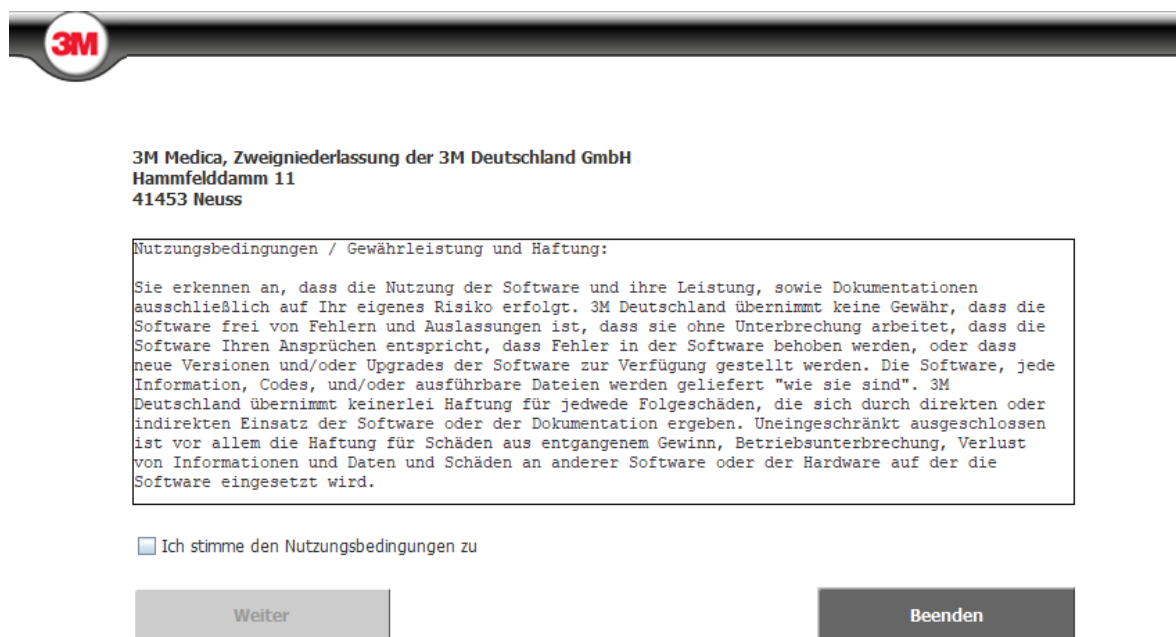 3M
3M Medica, Zweigniederlassung der 3M Deutschland GmbH
Hammfelddamm 11
41453 Neuss
Nutzungsbedingungen / Gewährleistung und Haftung:
Sie erkennen an, dass die Nutzung der Software und ihre Leistung, sowie Dokumentationen
ausschließlich auf Ihr eigenes Risiko erfolgt. 3M Deutschland übernimmt keine Gewähr, dass die
Software frei von Fehlern und Auslassungen ist, dass sie ohne Unterbrechung arbeitet, dass die
Software Ihren Ansprüchen entspricht, dass Fehler in der Software behoben werden, oder dass
neue Versionen und/oder Upgrades der Software zur Verfügung gestellt werden. Die Software, jede
Information, Codes, und/oder ausführbare Dateien werden geliefert "wie sie sind". 3M
Deutschland übernimmt keinerlei Haftung für jedwede Folgeschäden, die sich durch direkten oder
indirekten Einsatz der Software oder der Dokumentation ergeben. Uneingeschränkt ausgeschlossen
ist vor allem die Haftung für Schäden aus entgangenem Gewinn, Betriebsunterbrechung, Verlust
von Informationen und Daten und Schäden an anderer Software oder der Hardware auf der die
Software eingesetzt wird.
Ich stimme den Nutzungsbedingungen zu
Weiter
Beenden